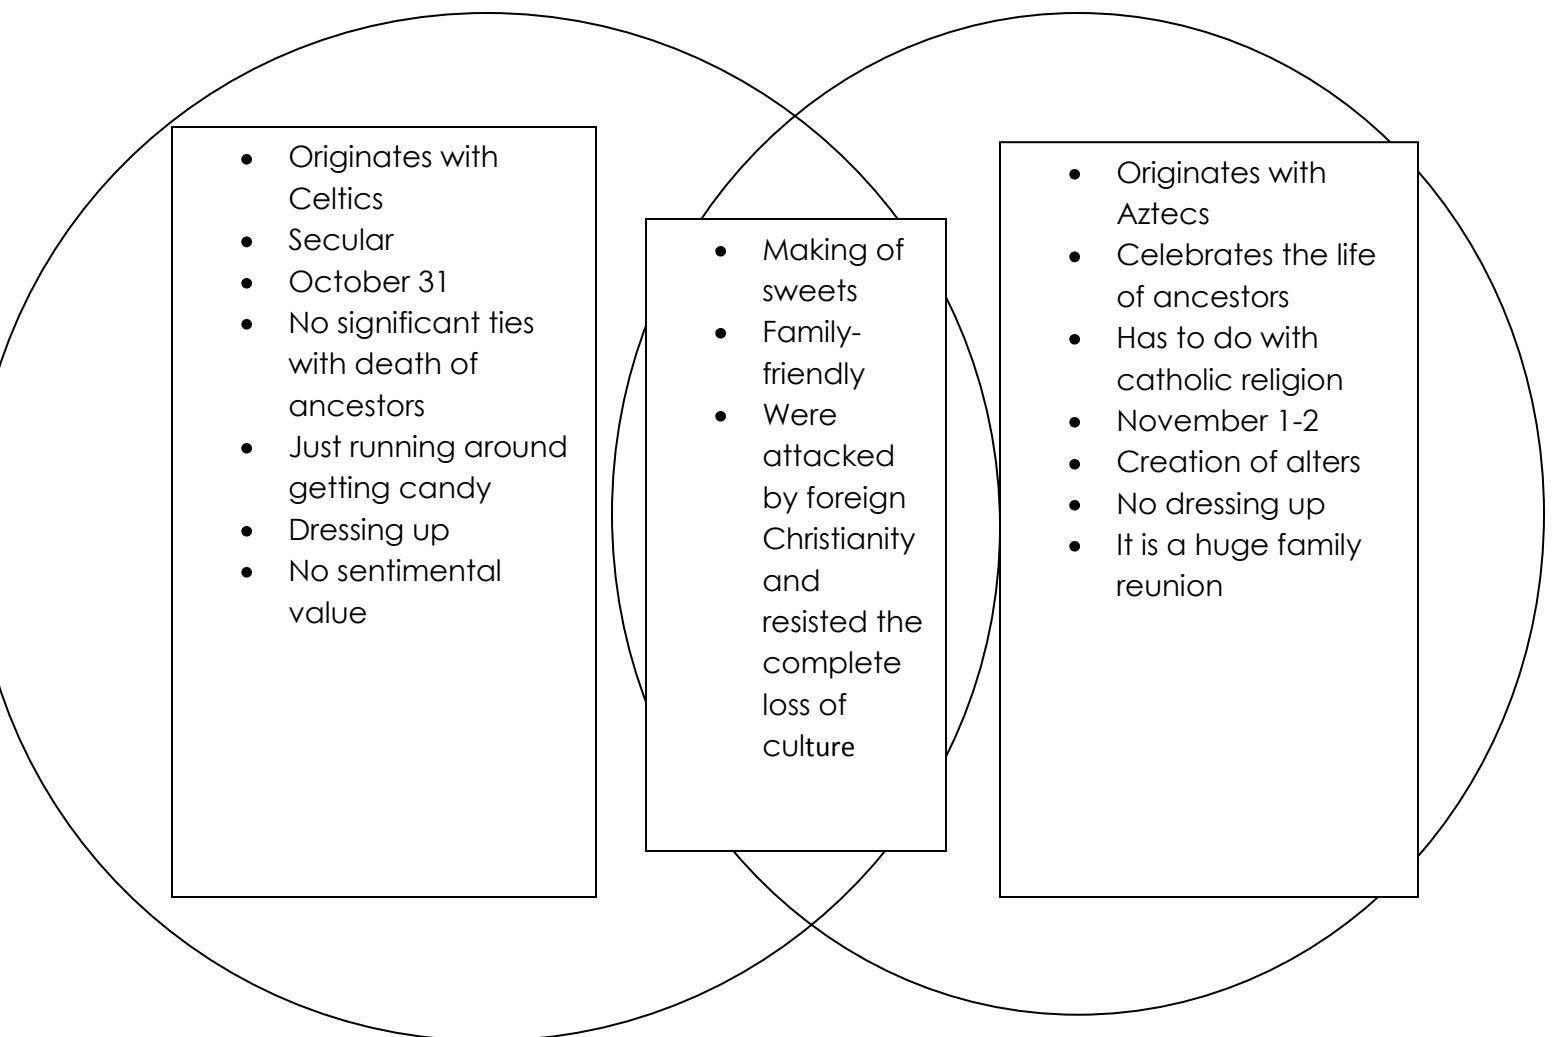 • Originates with
Celtics
• Secular
• October 31
• No significant ties
with death of
ancestors
• Just running around
getting candy
• Dressing up
• No sentimental
value
• Making of
sweets
• Family-
friendly
• Were
attacked
by foreign
Christianity
and
resisted the
complete
loss of
culture
• Originates with
Aztecs
• Celebrates the life
of ancestors
• Has to do with
catholic religion
• November 1-2
• Creation of alters
• No dressing up
• It is a huge family
reunion